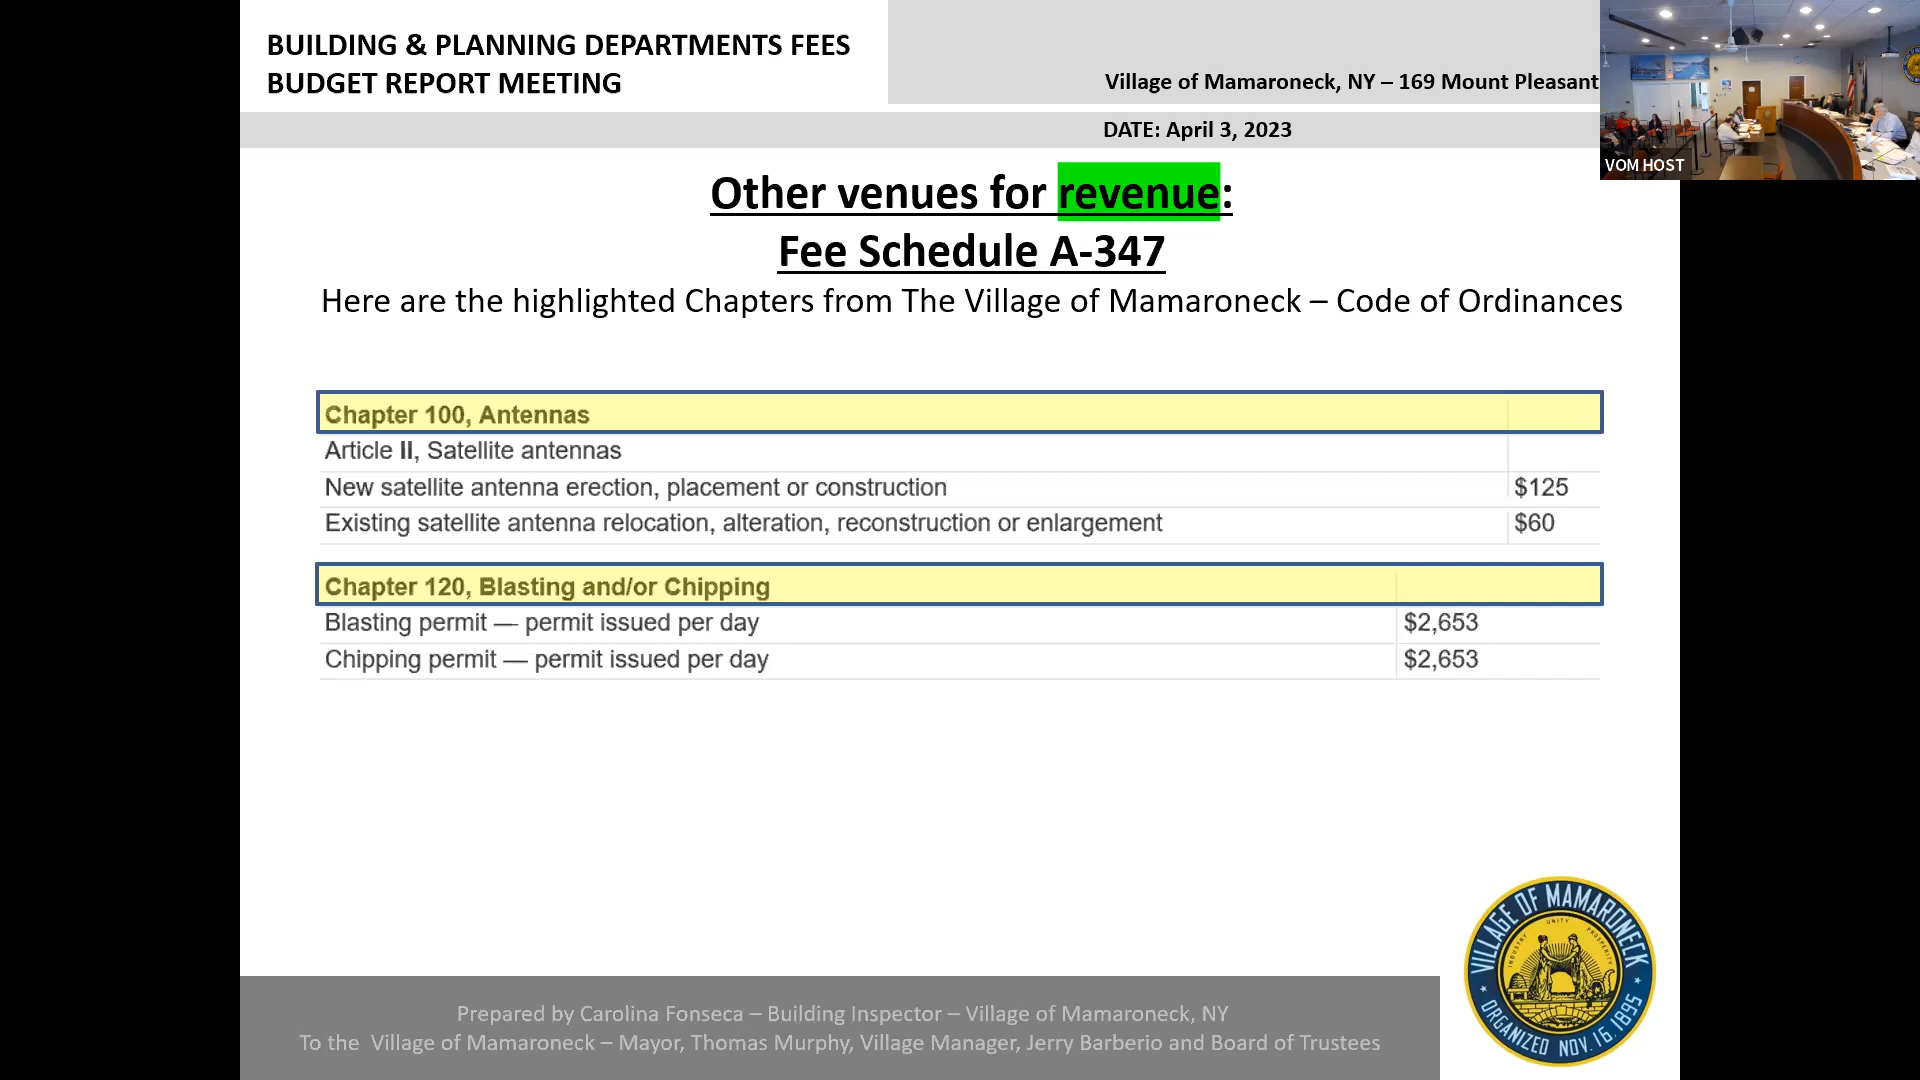 BUILDING & PLANNING DEPARTMENTS FEES
BUDGET REPORT MEETING
Village of Mamaroneck, NY – 169 Mount Pleasant
DATE: April 3, 2023
VOM HOST
Other venues for revenue:
Fee Schedule A-347
Here are the highlighted Chapters from The Village of Mamaroneck – Code of Ordinances
Chapter 100, Antennas
Article II, Satellite antennas
New satellite antenna erection, placement or construction $125
Existing satellite antenna relocation, alteration, reconstruction or enlargement $60
Chapter 120, Blasting and/or Chipping
Blasting permit — permit issued per day $2,653
Chipping permit — permit issued per day $2,653
VILLAGE OF MAMARONECK
INDUSTRY UNITY PROSPERITY
ORGANIZED NOV. 16. 1895
Prepared by Carolina Fonseca – Building Inspector – Village of Mamaroneck, NY
To the Village of Mamaroneck – Mayor, Thomas Murphy, Village Manager, Jerry Barberio and Board of Trustees